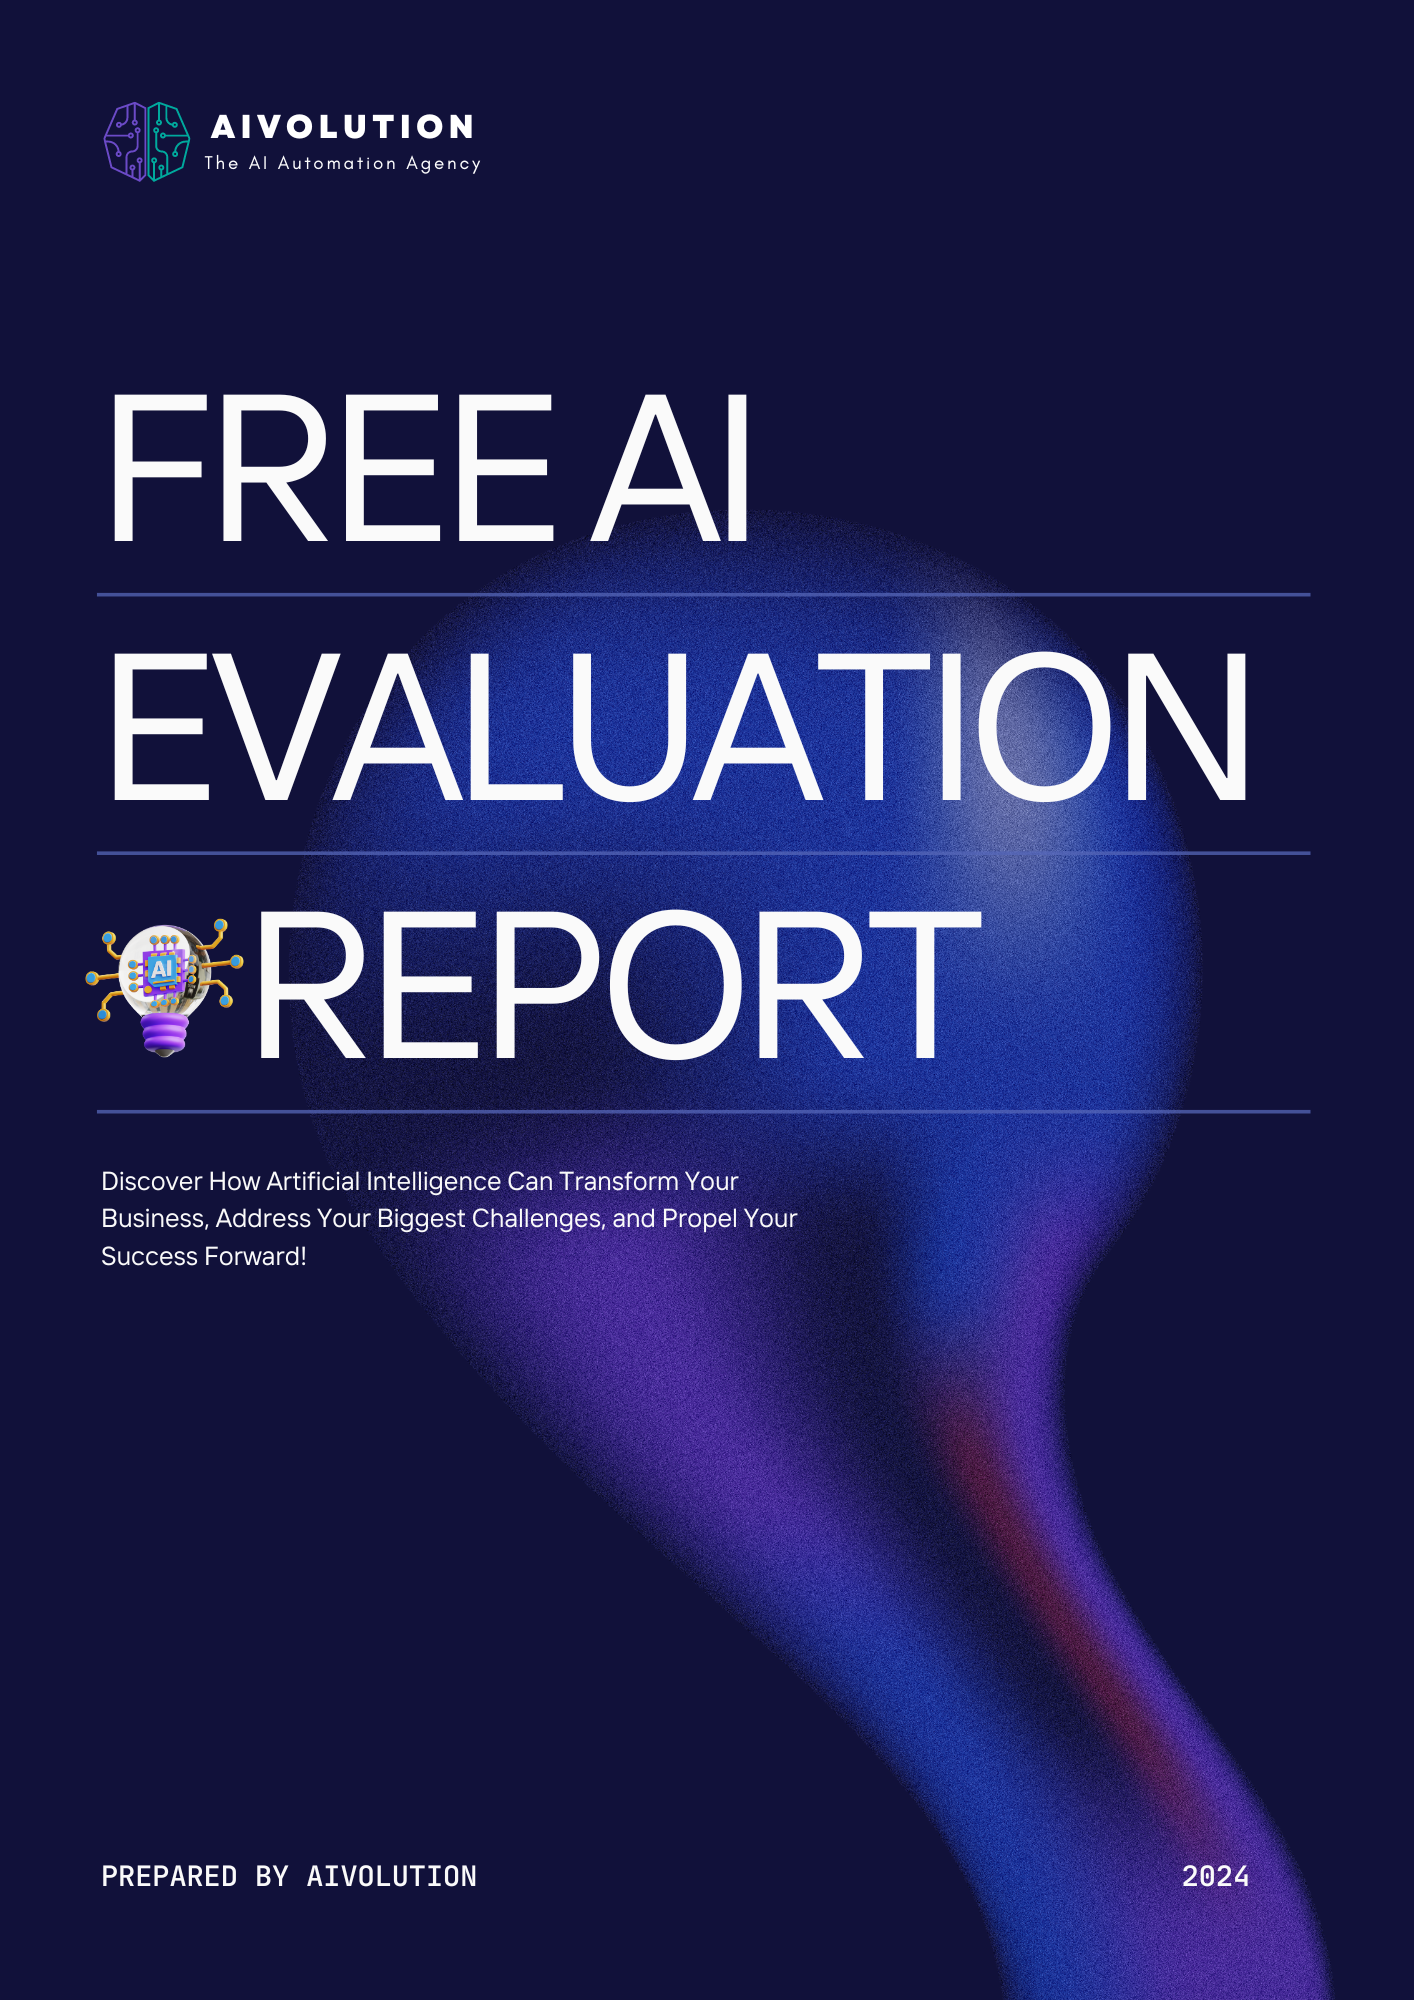 AIVOLUTION
The AI Automation Agency
FREE AI
EVALUATION
AI
REPORT
Discover How Artificial Intelligence Can Transform Your
Business, Address Your Biggest Challenges, and Propel Your
Success Forward!
PREPARED BY AIVOLUTION
2024